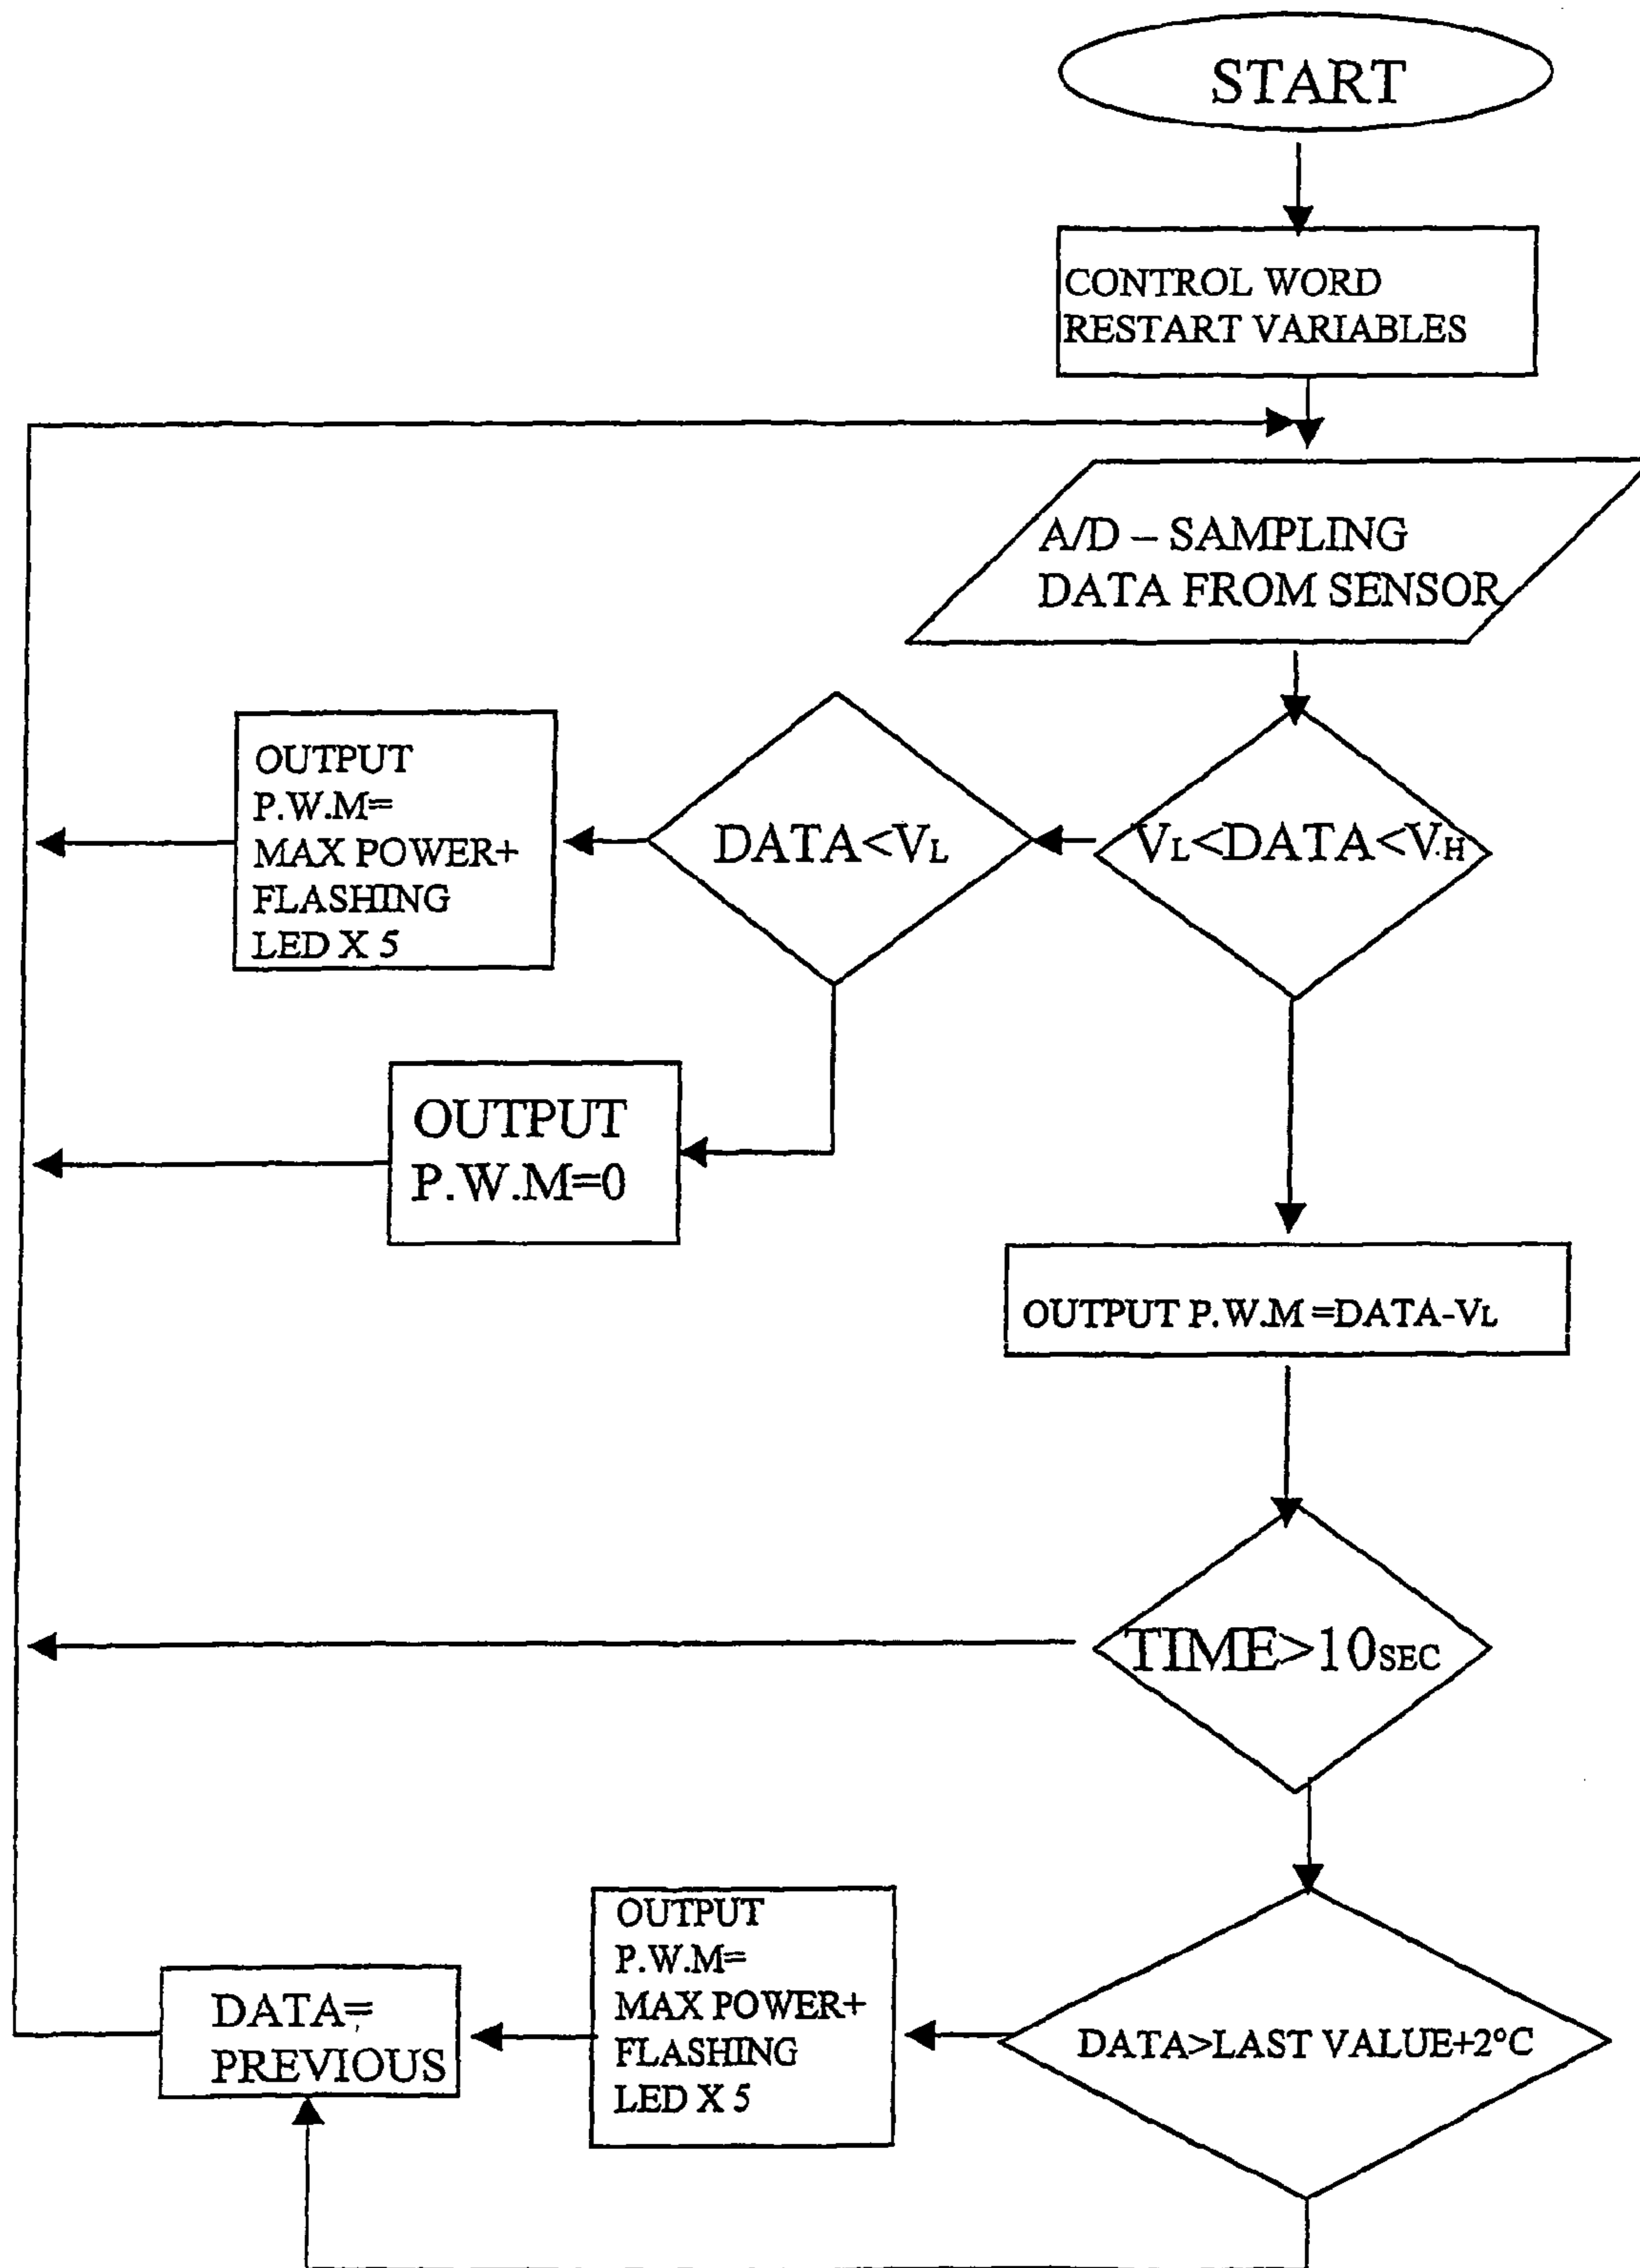 START
CONTROL WORD
RESTART VARIABLES
A/D – SAMPLING
DATA FROM SENSOR
OUTPUT
P.W.M=
MAX POWER+
FLASHING
LED X 5
DATA<VL
VL<DATA<V.H
OUTPUT
P.W.M=0
OUTPUT P.W.M =DATA-VL
TIME>10SEC
OUTPUT
P.W.M=
MAX POWER+
FLASHING
LED X 5
DATA=
PREVIOUS
DATA>LAST VALUE+2°C